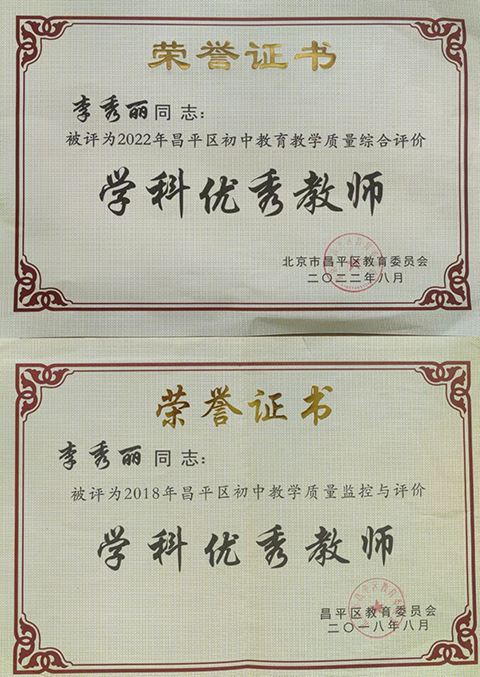 荣誉证书
李秀丽同志：
被评为2022年昌平区初中教育教学质量综合评价
学科优秀教师
北京市昌平区教育委员会
二〇二二年八月
荣誉证书
李秀丽同志：
被评为2018年昌平区初中教学质量监控与评价
学科优秀教师
昌平区教育委员会
二〇一八年八月